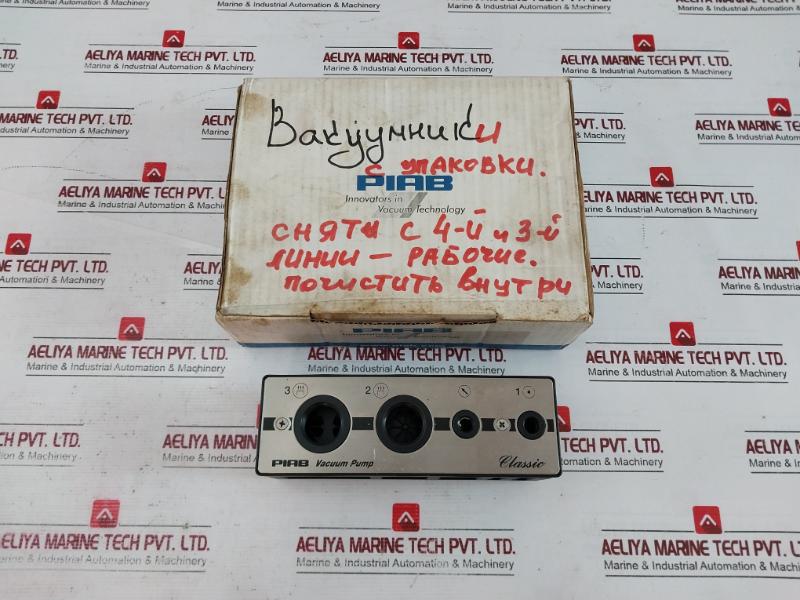 AELIYA MARINE TECH PVT. LTD.
Marine & Industrial Automation & Machinery
Вакуумники
с упаковки.
PIAB
Innovators in
Vacuum Technology
СНЯТЫ С 4-й и 3-й
ЛИНИИ – РАБОЧИЕ.
ПОЧИСТИТЬ ВНУТРИ
PIAB
3
2
1
PIAB Vacuum Pump
Classic